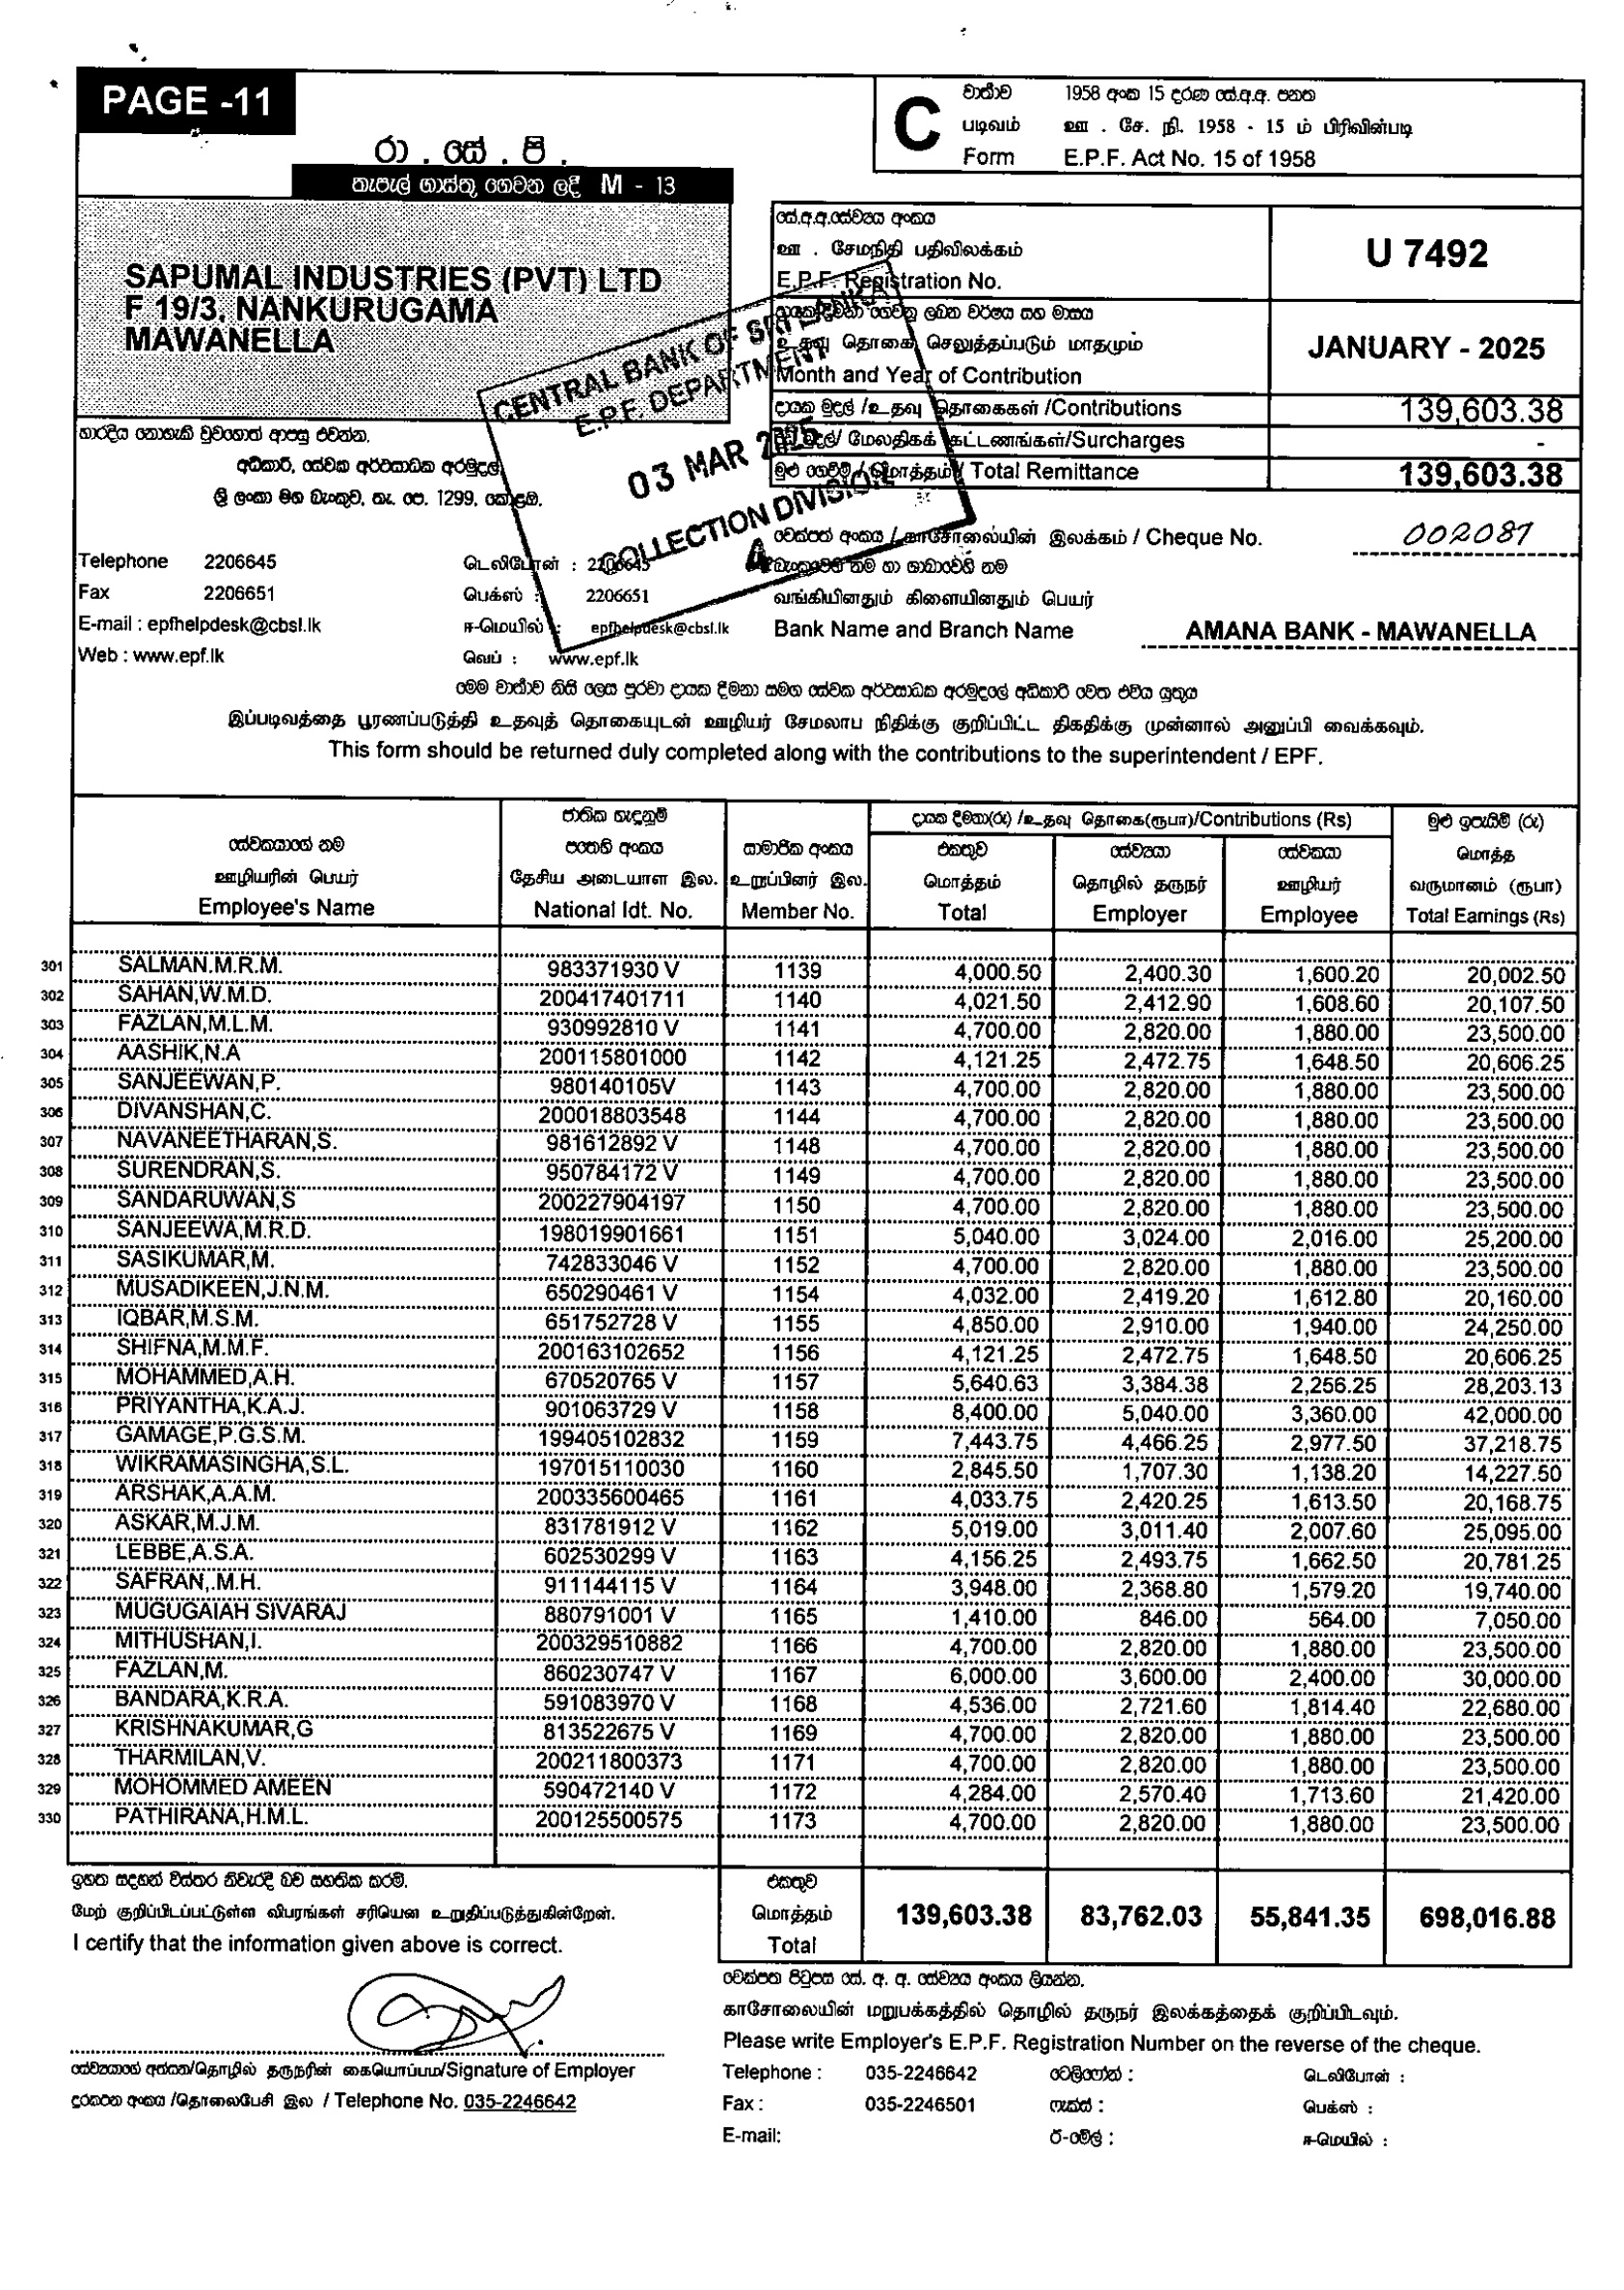 PAGE -11
රා . සේ . පි .
තැපැල් ගාස්තු ගෙවන ලදී M - 13
C
වාර්තාව 1958 අංක 15 දරණ සේ.අ.අ. පනත
படிவம் ஊ . சே. நி. 1958 - 15 ம் பிரிவின்படி
Form E.P.F. Act No. 15 of 1958
SAPUMAL INDUSTRIES (PVT) LTD
F 19/3, NANKURUGAMA
MAWANELLA
සේ.අ.අ.සේව්‍යය අංකය
ஊ . சேமநிதி பதிவிலக்கம்
E.P.F. Registration No.
U 7492
දායක දීමනා ගෙවනු ලබන වර්ෂය සහ මාසය
உதவு தொகை செலுத்தப்படும் மாதமும்
Month and Year of Contribution
JANUARY - 2025
දායක මුදල් /உதவு தொகைகள் /Contributions 139,603.38
මුදල්/ மேலதிகக் கட்டணங்கள்/Surcharges -
මුළු ගෙවීම් / மொத்தம் / Total Remittance 139,603.38
CENTRAL BANK OF SRI LANKA
E.P.F. DEPARTMENT
03 MAR 2025
COLLECTION DIVISION
4
භාරදිය නොහැකි වුවහොත් ආපසු එවන්න.
අධිකාරි, සේවක අර්ථසාධක අරමුදල්
ශ්‍රී ලංකා මහ බැංකුව, තැ. පෙ. 1299, කොළඹ.
චෙක්පත් අංකය / காசோலையின் இலக்கம் / Cheque No. 002081
Telephone 2206645 டெலிபோன் : 2206645
බැංකුවෙහි නම හා ශාඛාවෙහි නම
Fax 2206651 பெக்ஸ் : 2206651
வங்கியினதும் கிளையினதும் பெயர்
E-mail : epfhelpdesk@cbsl.lk ஈ-மெயில் : epfhelpdesk@cbsl.lk
Bank Name and Branch Name AMANA BANK - MAWANELLA
Web : www.epf.lk வெப் : www.epf.lk
මෙම වාර්තාව නිසි ලෙස පුරවා දායක දීමනා සමග සේවක අර්ථසාධක අරමුදලේ අධිකාරි වෙත එවිය යුතුය
இப்படிவத்தை பூரணப்படுத்தி உதவுத் தொகையுடன் ஊழியர் சேமலாப நிதிக்கு குறிப்பிட்ட திகதிக்கு முன்னால் அனுப்பி வைக்கவும்.
This form should be returned duly completed along with the contributions to the superintendent / EPF.
සේවකයාගේ නම
ஊழியரின் பெயர்
Employee's Name
ජාතික හැඳුනුම්
පතෙහි අංකය
தேசிய அடையாள இல.
National Idt. No.
සාමාජික අංකය
உறுப்பினர் இல.
Member No.
දායක දීමනා(රු) /உதவு தொகை(ரூபா)/Contributions (Rs)
එකතුව
மொத்தம்
Total
සේව්‍යයා
தொழில் தருநர்
Employer
සේවකයා
ஊழியர்
Employee
මුළු ඉපැයීම් (රු)
மொத்த
வருமானம் (ரூபா)
Total Earnings (Rs)
301 SALMAN.M.R.M. 983371930 V 1139 4,000.50 2,400.30 1,600.20 20,002.50
302 SAHAN,W.M.D. 200417401711 1140 4,021.50 2,412.90 1,608.60 20,107.50
303 FAZLAN,M.L.M. 930992810 V 1141 4,700.00 2,820.00 1,880.00 23,500.00
304 AASHIK,N.A 200115801000 1142 4,121.25 2,472.75 1,648.50 20,606.25
305 SANJEEWAN,P. 980140105V 1143 4,700.00 2,820.00 1,880.00 23,500.00
306 DIVANSHAN,C. 200018803548 1144 4,700.00 2,820.00 1,880.00 23,500.00
307 NAVANEETHARAN,S. 981612892 V 1148 4,700.00 2,820.00 1,880.00 23,500.00
308 SURENDRAN,S. 950784172 V 1149 4,700.00 2,820.00 1,880.00 23,500.00
309 SANDARUWAN,S 200227904197 1150 4,700.00 2,820.00 1,880.00 23,500.00
310 SANJEEWA,M.R.D. 198019901661 1151 5,040.00 3,024.00 2,016.00 25,200.00
311 SASIKUMAR,M. 742833046 V 1152 4,700.00 2,820.00 1,880.00 23,500.00
312 MUSADIKEEN,J.N.M. 650290461 V 1154 4,032.00 2,419.20 1,612.80 20,160.00
313 IQBAR,M.S.M. 651752728 V 1155 4,850.00 2,910.00 1,940.00 24,250.00
314 SHIFNA,M.M.F. 200163102652 1156 4,121.25 2,472.75 1,648.50 20,606.25
315 MOHAMMED,A.H. 670520765 V 1157 5,640.63 3,384.38 2,256.25 28,203.13
316 PRIYANTHA,K.A.J. 901063729 V 1158 8,400.00 5,040.00 3,360.00 42,000.00
317 GAMAGE,P.G.S.M. 199405102832 1159 7,443.75 4,466.25 2,977.50 37,218.75
318 WIKRAMASINGHA,S.L. 197015110030 1160 2,845.50 1,707.30 1,138.20 14,227.50
319 ARSHAK,A.A.M. 200335600465 1161 4,033.75 2,420.25 1,613.50 20,168.75
320 ASKAR,M.J.M. 831781912 V 1162 5,019.00 3,011.40 2,007.60 25,095.00
321 LEBBE,A.S.A. 602530299 V 1163 4,156.25 2,493.75 1,662.50 20,781.25
322 SAFRAN,.M.H. 911144115 V 1164 3,948.00 2,368.80 1,579.20 19,740.00
323 MUGUGAIAH SIVARAJ 880791001 V 1165 1,410.00 846.00 564.00 7,050.00
324 MITHUSHAN,I. 200329510882 1166 4,700.00 2,820.00 1,880.00 23,500.00
325 FAZLAN,M. 860230747 V 1167 6,000.00 3,600.00 2,400.00 30,000.00
326 BANDARA,K.R.A. 591083970 V 1168 4,536.00 2,721.60 1,814.40 22,680.00
327 KRISHNAKUMAR,G 813522675 V 1169 4,700.00 2,820.00 1,880.00 23,500.00
328 THARMILAN,V. 200211800373 1171 4,700.00 2,820.00 1,880.00 23,500.00
329 MOHOMMED AMEEN 590472140 V 1172 4,284.00 2,570.40 1,713.60 21,420.00
330 PATHIRANA,H.M.L. 200125500575 1173 4,700.00 2,820.00 1,880.00 23,500.00
ඉහත සඳහන් විස්තර නිවැරදි බව සහතික කරමි.
மேற் குறிப்பிடப்பட்டுள்ள விபரங்கள் சரியென உறுதிப்படுத்துகின்றேன்.
I certify that the information given above is correct.
එකතුව
மொத்தம்
Total
139,603.38 83,762.03 55,841.35 698,016.88
චෙක්පත පිටුපස සේ. අ. අ. සේව්‍යය අංකය ලියන්න.
காசோலையின் மறுபக்கத்தில் தொழில் தருநர் இலக்கத்தைக் குறிப்பிடவும்.
Please write Employer's E.P.F. Registration Number on the reverse of the cheque.
සේව්‍යයාගේ අත්සන/தொழில் தருநரின் கையொப்பம்/Signature of Employer
දුරකථන අංකය /தொலைபேசி இல / Telephone No. 035-2246642
Telephone : 035-2246642 ටෙලිෆෝන් : டெலிபோன் :
Fax : 035-2246501 ෆැක්ස් : பெக்ஸ் :
E-mail: ඊ-මේල් : ஈ-மெயில் :